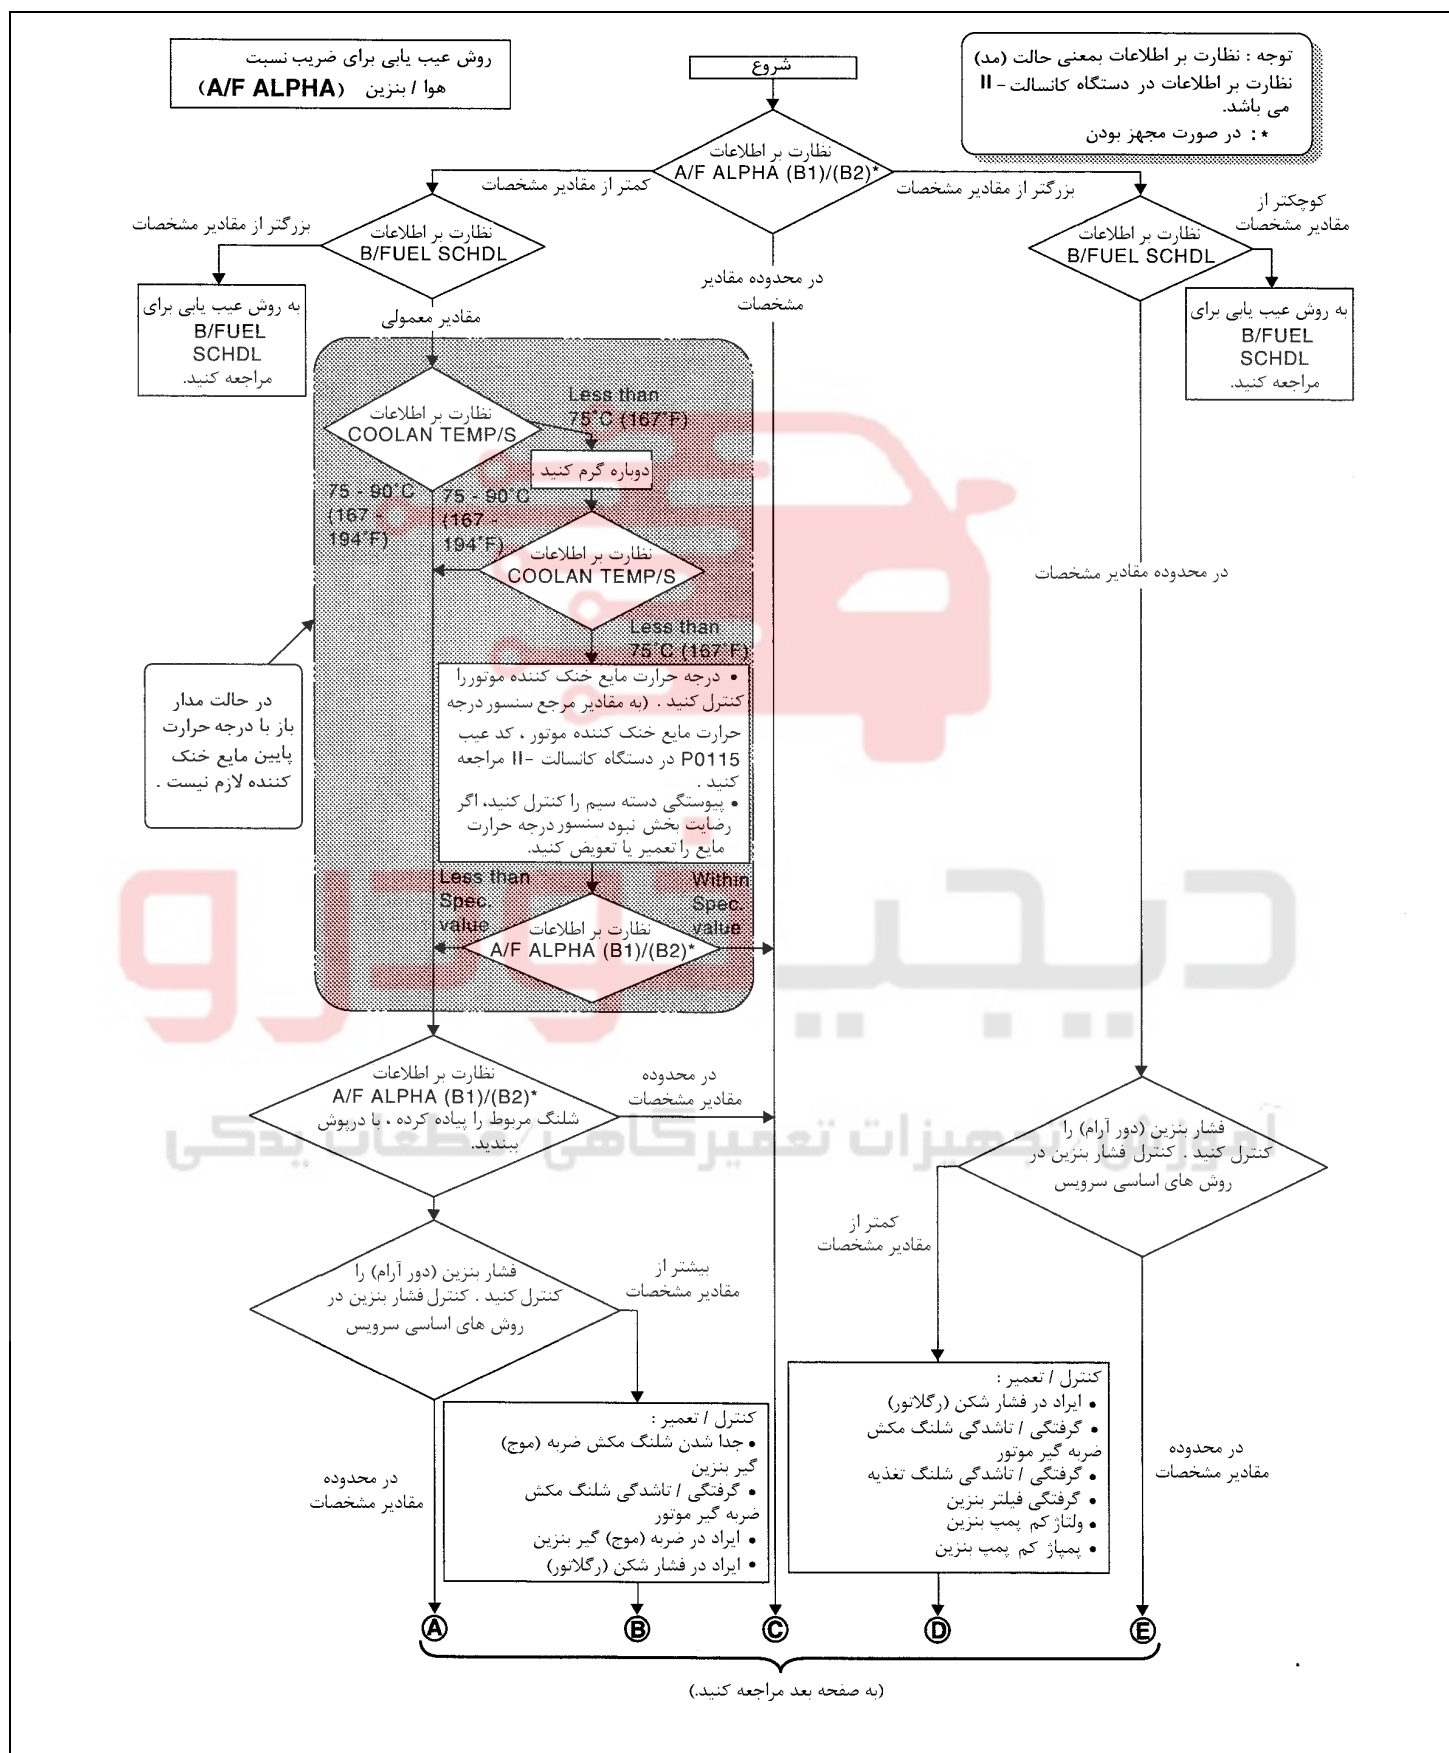 روش عیب یابی برای ضریب نسبت
هوا / بنزین (A/F ALPHA)
شروع
توجه : نظارت بر اطلاعات بمعنی حالت (مد)
نظارت بر اطلاعات در دستگاه کانسالت - II
می باشد.
* : در صورت مجهز بودن
نظارت بر اطلاعات
A/F ALPHA (B1)/(B2)*
کمتر از مقادیر مشخصات
بزرگتر از مقادیر مشخصات
کوچکتر از
مقادیر مشخصات
بزرگتر از مقادیر مشخصات
نظارت بر اطلاعات
B/FUEL SCHDL
نظارت بر اطلاعات
B/FUEL SCHDL
در محدوده مقادیر
مشخصات
به روش عیب یابی برای
B/FUEL
SCHDL
مراجعه کنید.
به روش عیب یابی برای
B/FUEL
SCHDL
مراجعه کنید.
مقادیر معمولی
نظارت بر اطلاعات
COOLAN TEMP/S
Less than
75°C (167°F)
دوباره گرم کنید .
75 - 90°C
(167 -
194°F)
75 - 90°C
(167 -
194°F)
نظارت بر اطلاعات
COOLAN TEMP/S
در محدوده مقادیر مشخصات
Less than
75°C (167°F)
در حالت مدار
باز با درجه حرارت
پایین مایع خنک
کننده لازم نیست .
• درجه حرارت مایع خنک کننده موتوررا
کنترل کنید . (به مقادیر مرجع سنسور درجه
حرارت مایع خنک کننده موتور ، کد عیب
P0115 در دستگاه کانسالت -II مراجعه
کنید .
• پیوستگی دسته سیم را کنترل کنید، اگر
رضایت بخش نبود سنسور درجه حرارت
مایع را تعمیر یا تعویض کنید.
Less than
Spec.
value
Within
Spec.
value
نظارت بر اطلاعات
A/F ALPHA (B1)/(B2)*
دیجیتال خودرو
آموزش تجهیزات تعمیرگاهی/ قطعات یدکی
نظارت بر اطلاعات
A/F ALPHA (B1)/(B2)*
شلنگ مربوط را پیاده کرده ، با درپوش
ببندید.
در محدوده
مقادیر مشخصات
فشار بنزین (دور آرام) را
کنترل کنید . کنترل فشار بنزین در
روش های اساسی سرویس
کمتر از
مقادیر مشخصات
فشار بنزین (دور آرام) را
کنترل کنید . کنترل فشار بنزین در
روش های اساسی سرویس
بیشتر از
مقادیر مشخصات
کنترل / تعمیر :
• ایراد در فشار شکن (رگلاتور)
• گرفتگی / تاشدگی شلنگ مکش
ضربه گیر موتور
• گرفتگی / تاشدگی شلنگ تغذیه
• گرفتگی فیلتر بنزین
• ولتاژ کم پمپ بنزین
• پمپاژ کم پمپ بنزین
کنترل / تعمیر :
• جدا شدن شلنگ مکش ضربه (موج)
گیر بنزین
• گرفتگی / تاشدگی شلنگ مکش
ضربه گیر موتور
• ایراد در ضربه (موج) گیر بنزین
• ایراد در فشار شکن (رگلاتور)
در محدوده
مقادیر مشخصات
در محدوده
مقادیر مشخصات
A B C D E
(به صفحه بعد مراجعه کنید.)